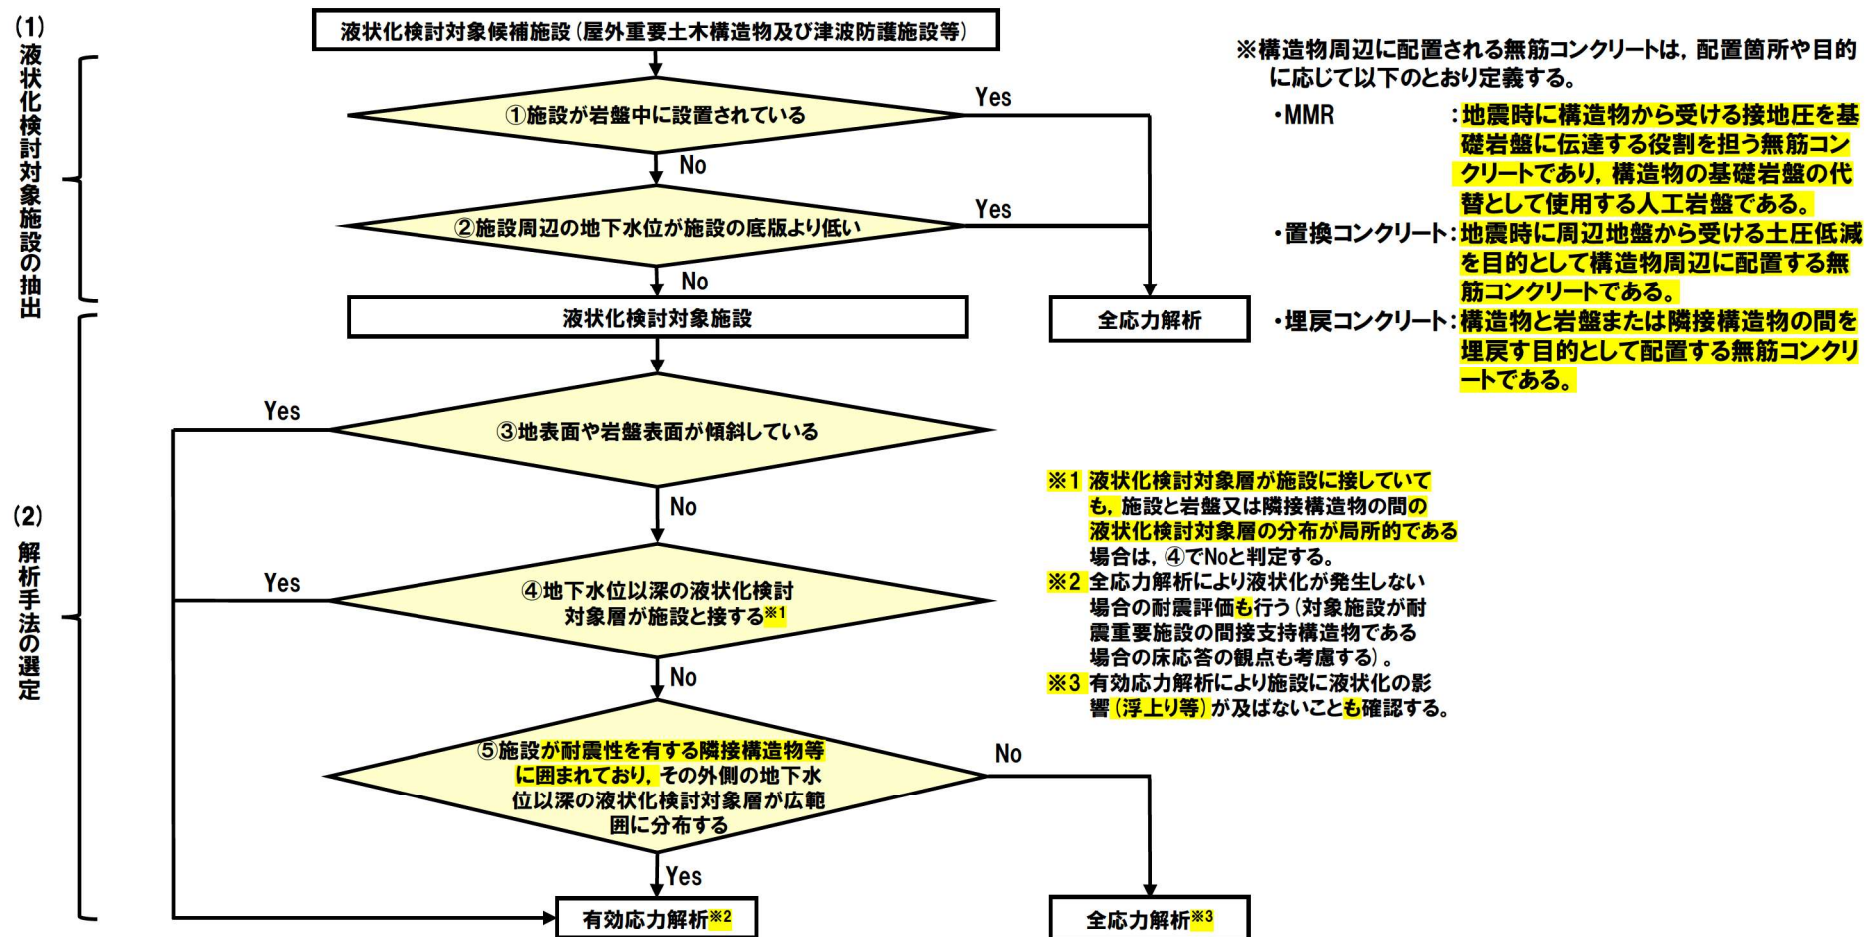 (1)
液状化検討対象施設の抽出
液状化検討対象候補施設(屋外重要土木構造物及び津波防護施設等)
①施設が岩盤中に設置されている
Yes
No
②施設周辺の地下水位が施設の底版より低い
Yes
No
液状化検討対象施設
全応力解析
※構造物周辺に配置される無筋コンクリートは,配置箇所や目的
に応じて以下のとおり定義する。
・MMR :地震時に構造物から受ける接地圧を基
礎岩盤に伝達する役割を担う無筋コン
クリートであり,構造物の基礎岩盤の代
替として使用する人工岩盤である。
・置換コンクリート:地震時に周辺地盤から受ける土圧低減
を目的として構造物周辺に配置する無
筋コンクリートである。
・埋戻コンクリート:構造物と岩盤または隣接構造物の間を
埋戻す目的として配置する無筋コンクリ
ートである。
(2)
解析手法の選定
③地表面や岩盤表面が傾斜している
Yes
No
④地下水位以深の液状化検討
対象層が施設と接する※1
Yes
No
⑤施設が耐震性を有する隣接構造物等
に囲まれており,その外側の地下水
位以深の液状化検討対象層が広範
囲に分布する
No
Yes
有効応力解析※2
全応力解析※3
※1 液状化検討対象層が施設に接していて
も,施設と岩盤又は隣接構造物の間の
液状化検討対象層の分布が局所的である
場合は,④でNoと判定する。
※2 全応力解析により液状化が発生しない
場合の耐震評価も行う(対象施設が耐
震重要施設の間接支持構造物である
場合の床応答の観点も考慮する)。
※3 有効応力解析により施設に液状化の影
響(浮上り等)が及ばないことも確認する。